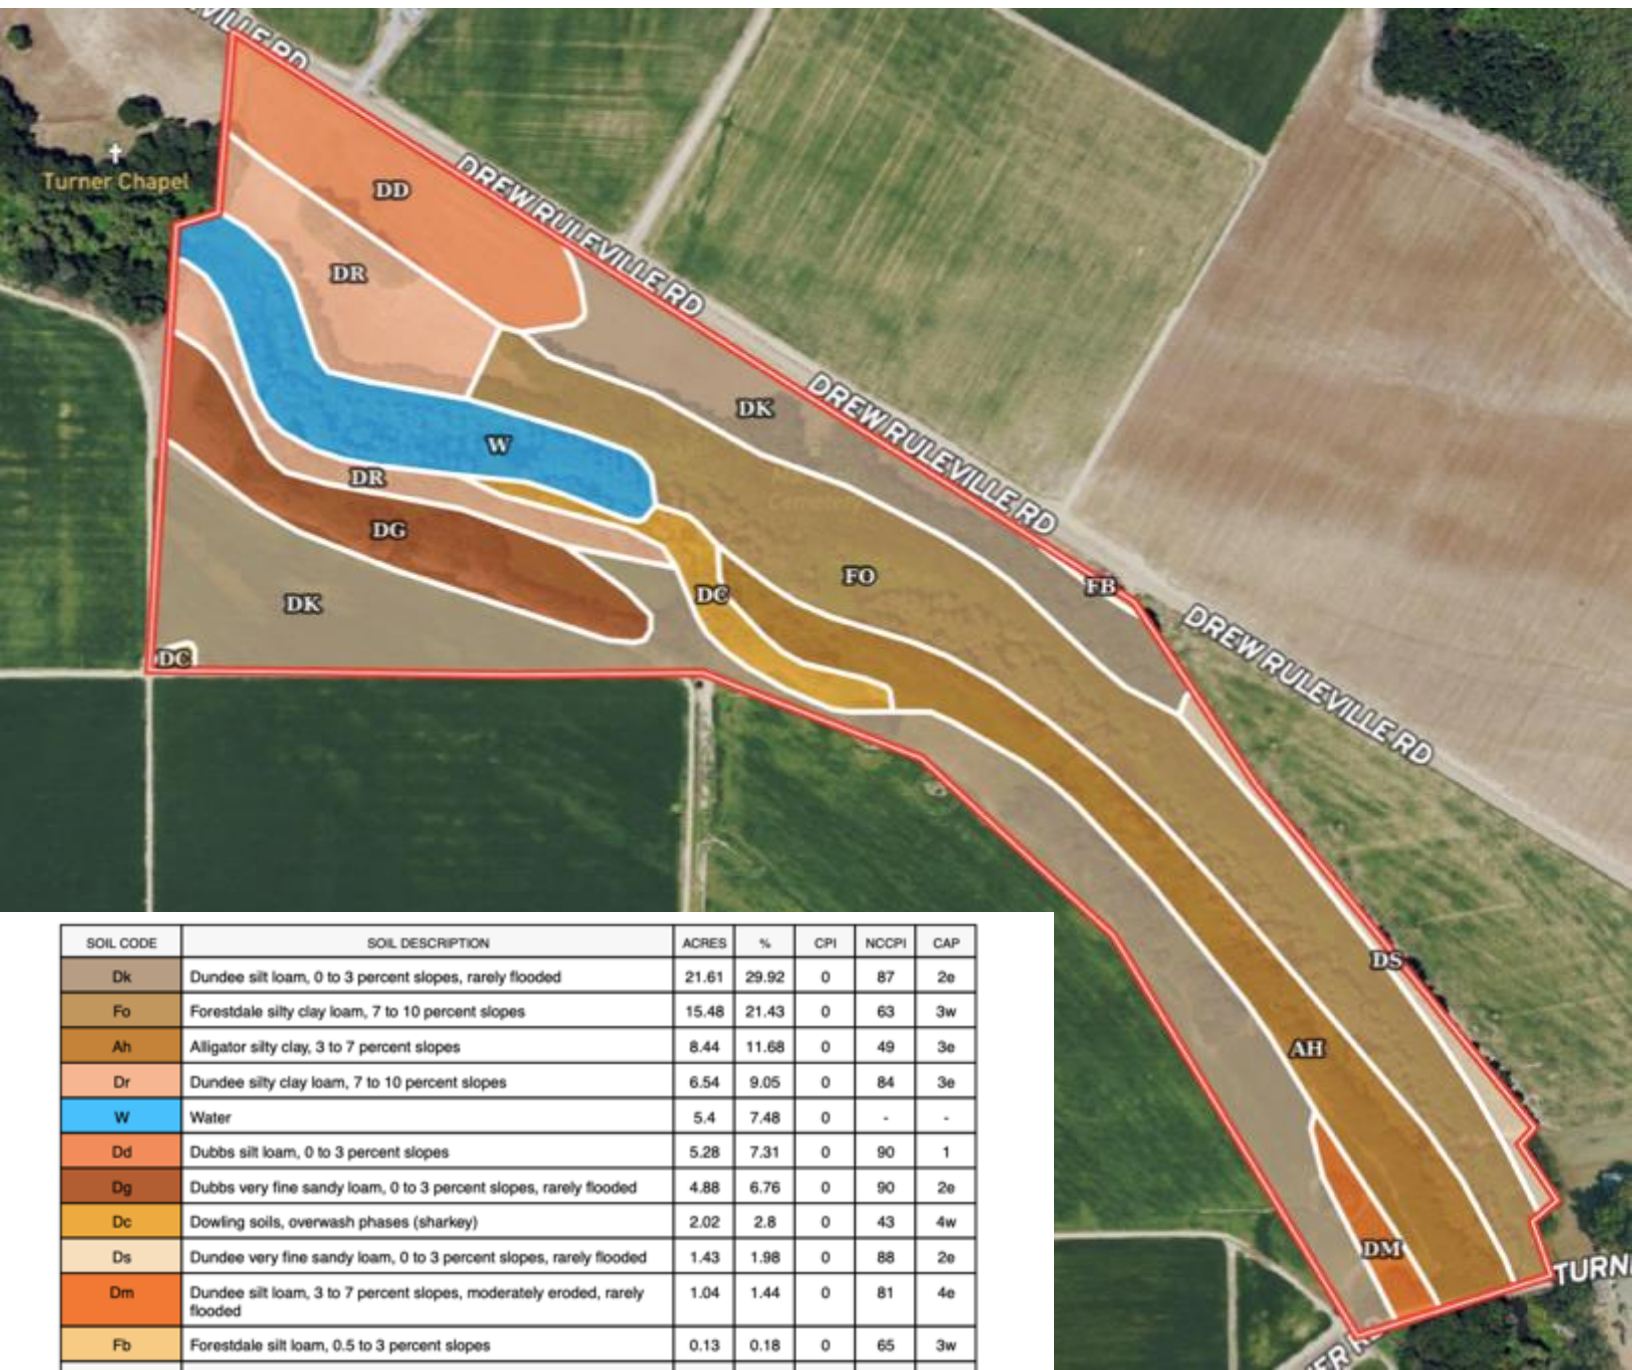 VILLE RD
Turner Chapel
DD
DREW RULEVILLE RD
DR
DK
DREW RULEVILLE RD
W
DR
DG
FO
FB
DC
DK
DREW RULEVILLE RD
DC
DS
AH
DM
TURN
ER R
SOIL CODE SOIL DESCRIPTION ACRES % CPI NCCPI CAP
Dk Dundee silt loam, 0 to 3 percent slopes, rarely flooded 21.61 29.92 0 87 2e
Fo Forestdale silty clay loam, 7 to 10 percent slopes 15.48 21.43 0 63 3w
Ah Alligator silty clay, 3 to 7 percent slopes 8.44 11.68 0 49 3e
Dr Dundee silty clay loam, 7 to 10 percent slopes 6.54 9.05 0 84 3e
W Water 5.4 7.48 0 - -
Dd Dubbs silt loam, 0 to 3 percent slopes 5.28 7.31 0 90 1
Dg Dubbs very fine sandy loam, 0 to 3 percent slopes, rarely flooded 4.88 6.76 0 90 2e
Dc Dowling soils, overwash phases (sharkey) 2.02 2.8 0 43 4w
Ds Dundee very fine sandy loam, 0 to 3 percent slopes, rarely flooded 1.43 1.98 0 88 2e
Dm Dundee silt loam, 3 to 7 percent slopes, moderately eroded, rarely 1.04 1.44 0 81 4e
flooded
Fb Forestdale silt loam, 0.5 to 3 percent slopes 0.13 0.18 0 65 3w